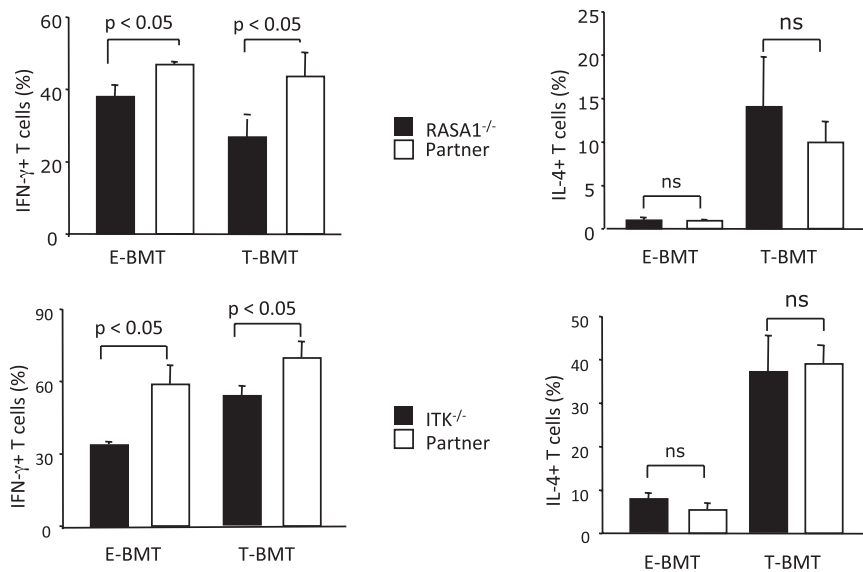 IFN-γ+ T cells (%)
60
40
20
0
p < 0.05
p < 0.05
E-BMT
T-BMT
RASA1-/-
Partner
IL-4+ T cells (%)
25
20
15
10
5
0
ns
ns
E-BMT
T-BMT
IFN-γ+ T cells (%)
90
60
30
0
p < 0.05
p < 0.05
E-BMT
T-BMT
ITK-/-
Partner
IL-4+ T cells (%)
50
40
30
20
10
0
ns
ns
E-BMT
T-BMT